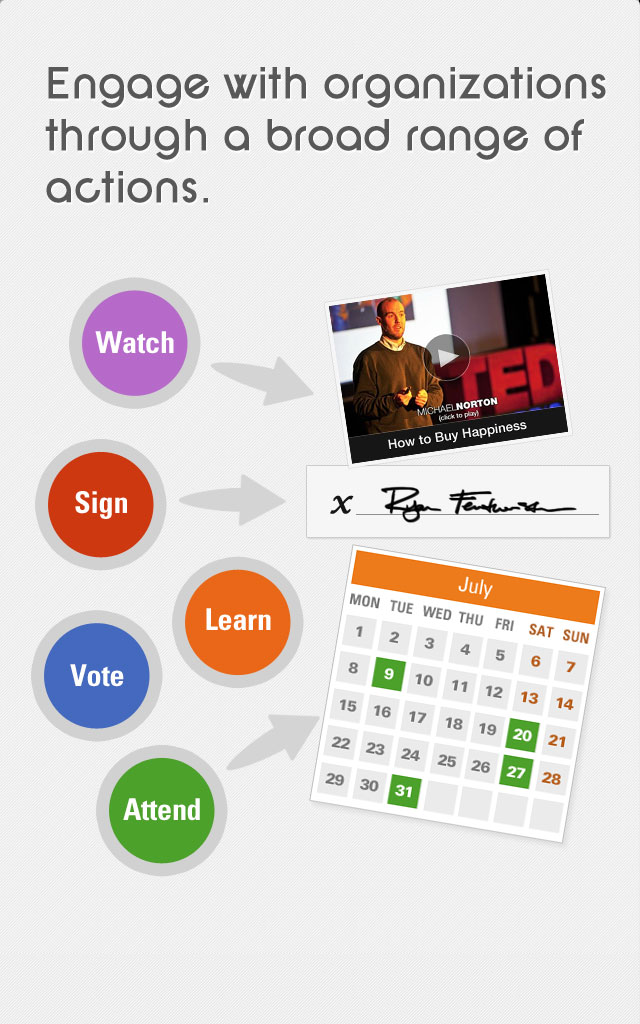 Engage with organizations
through a broad range of
actions.
Watch
TED
MICHAEL NORTON
(click to play)
How to Buy Happiness
Sign
x
Learn
Vote
Attend
July
MON TUE WED THU FRI SAT SUN
1 2 3 4 5 6 7
8 9 10 11 12 13 14
15 16 17 18 19 20 21
22 23 24 25 26 27 28
29 30 31